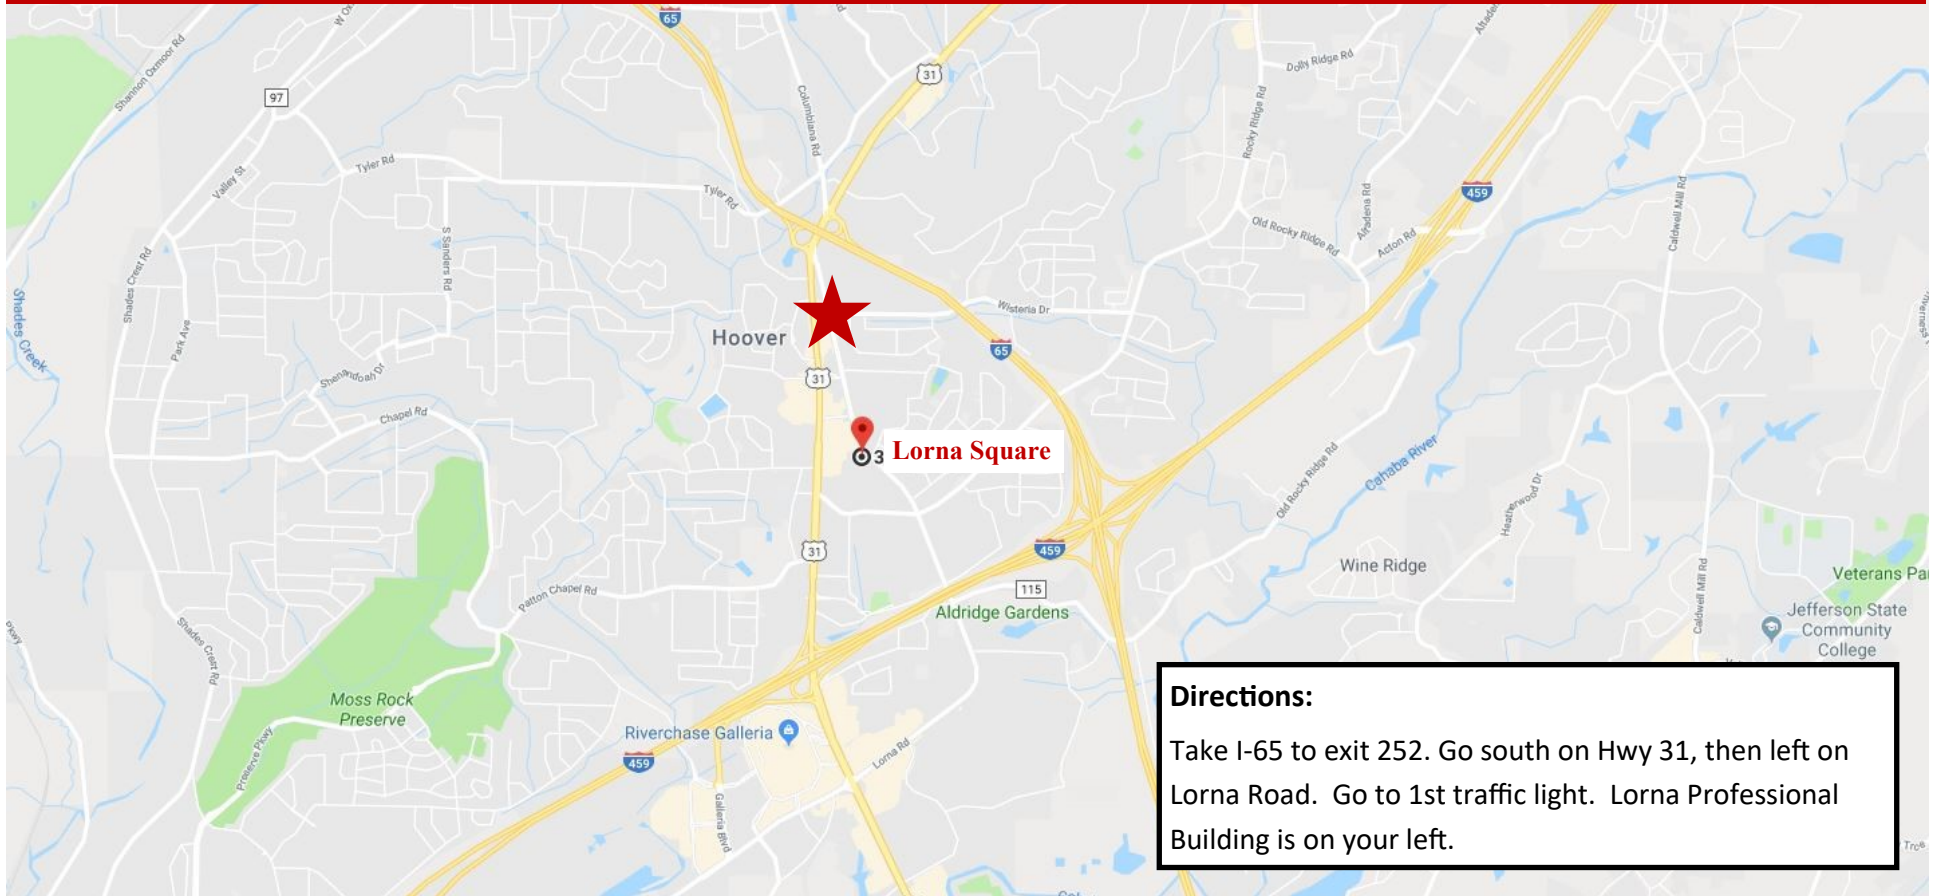 65
W Ox
Shannon Oxmoor Rd
97
31
Columbiana Rd
Dolly Ridge Rd
Rocky Ridge Rd
Valley St
Tyler Rd
Tyler Rd
459
Altadena Rd
Caldwell Mill Rd
Old Rocky Ridge Rd
Acton Rd
S Sanders Rd
Shades Crest Rd
Shades Creek
Park Ave
Wisteria Dr
Hoover
65
31
Shenandoah Dr
Chapel Rd
3
Lorna Square
Cahaba River
Old Rocky Ridge Rd
Heatherwood Dr
31
459
Wine Ridge
Veterans Pa
115
Aldridge Gardens
Patton Chapel Rd
Caldwell Mill Rd
Jefferson State
Community
College
Pkwy
Shades Crest Rd
Moss Rock
Preserve
Preserve Pkwy
Riverchase Galleria
459
Lorna Rd
Galleria Blvd
Directions:
Take I-65 to exit 252. Go south on Hwy 31, then left on
Lorna Road.  Go to 1st traffic light.  Lorna Professional
Building is on your left.